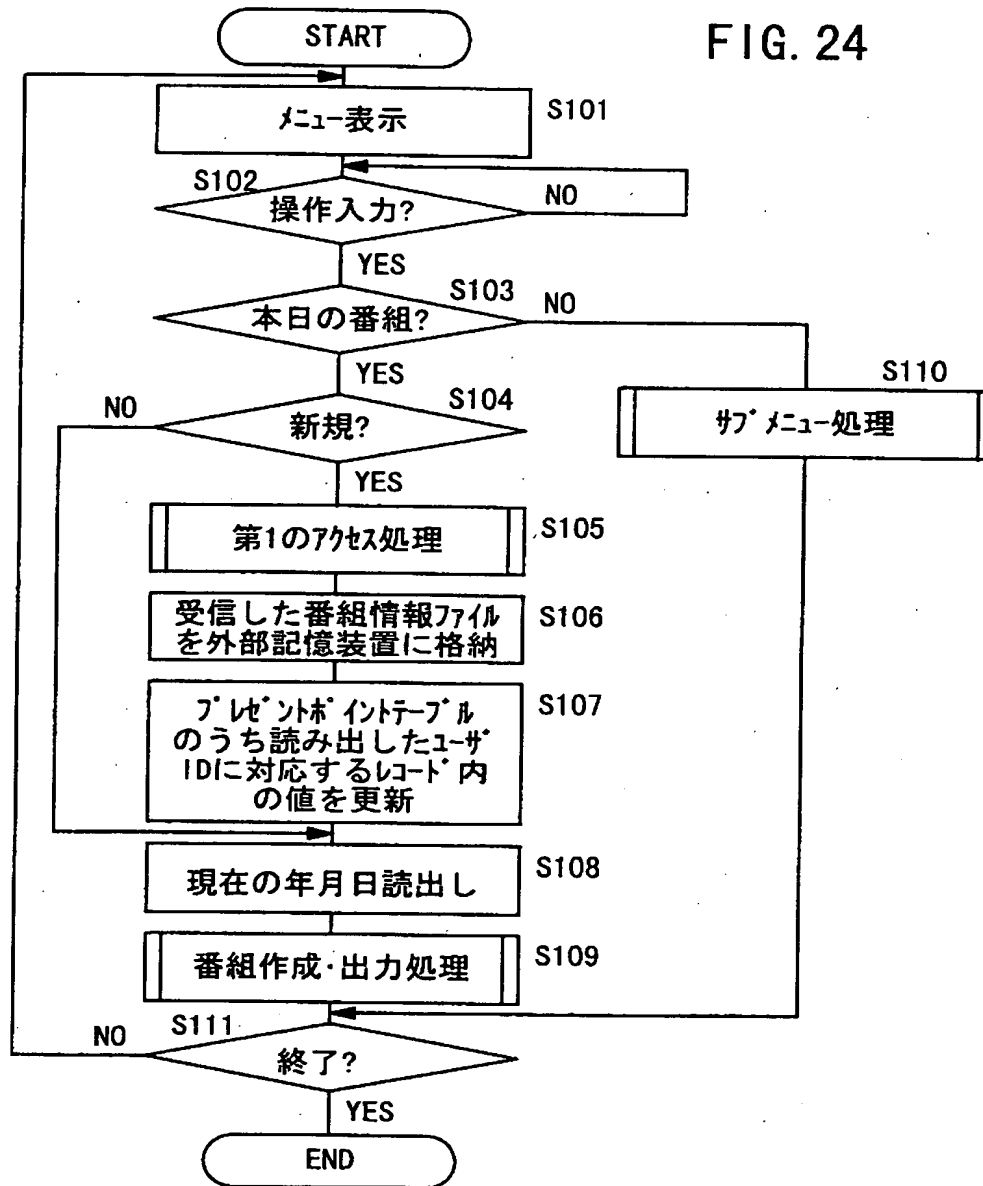 FIG. 24
START
メニュー表示
S101
S102
操作入力?
NO
YES
S103
本日の番組?
NO
YES
S104
NO
新規?
YES
S110
サブメニュー処理
第1のアクセス処理
S105
受信した番組情報ファイル
を外部記憶装置に格納
S106
プレゼントポイントテーブル
のうち読み出したユーザ
IDに対応するレコード内
の値を更新
S107
現在の年月日読出し
S108
番組作成・出力処理
S109
S111
NO
終了?
YES
END